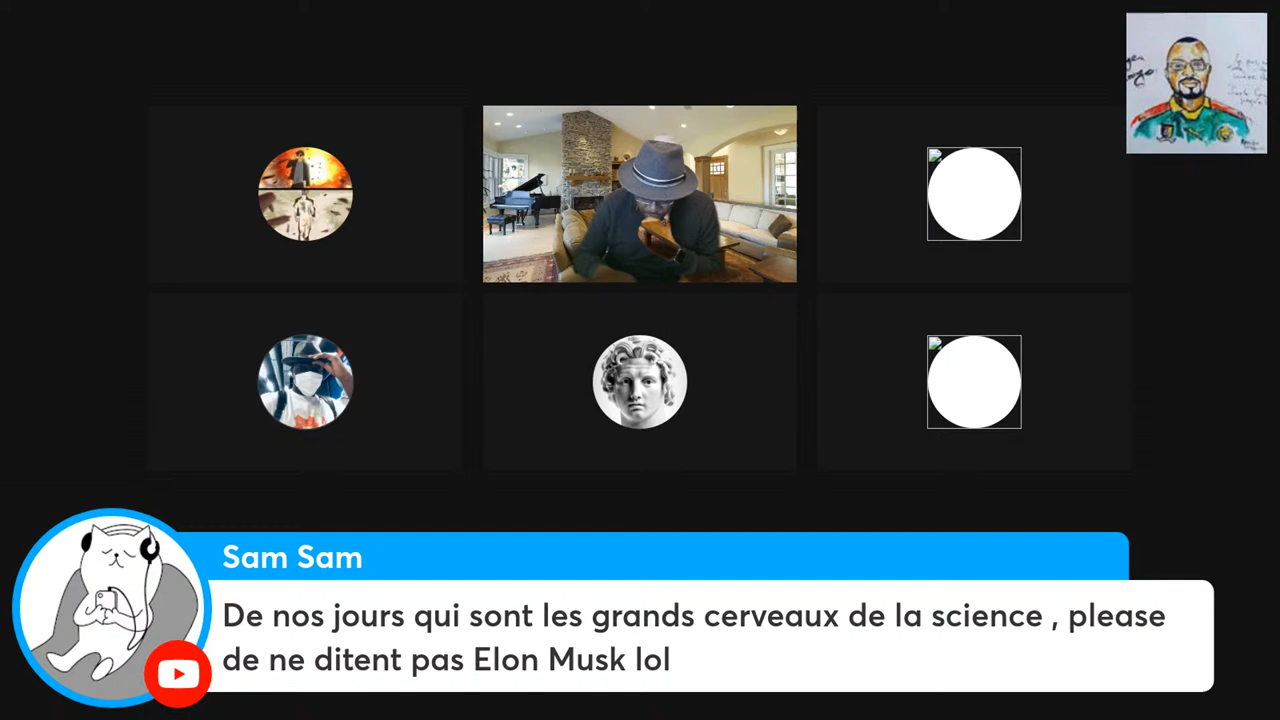 Sam Sam
De nos jours qui sont les grands cerveaux de la science , please
de ne ditent pas Elon Musk lol